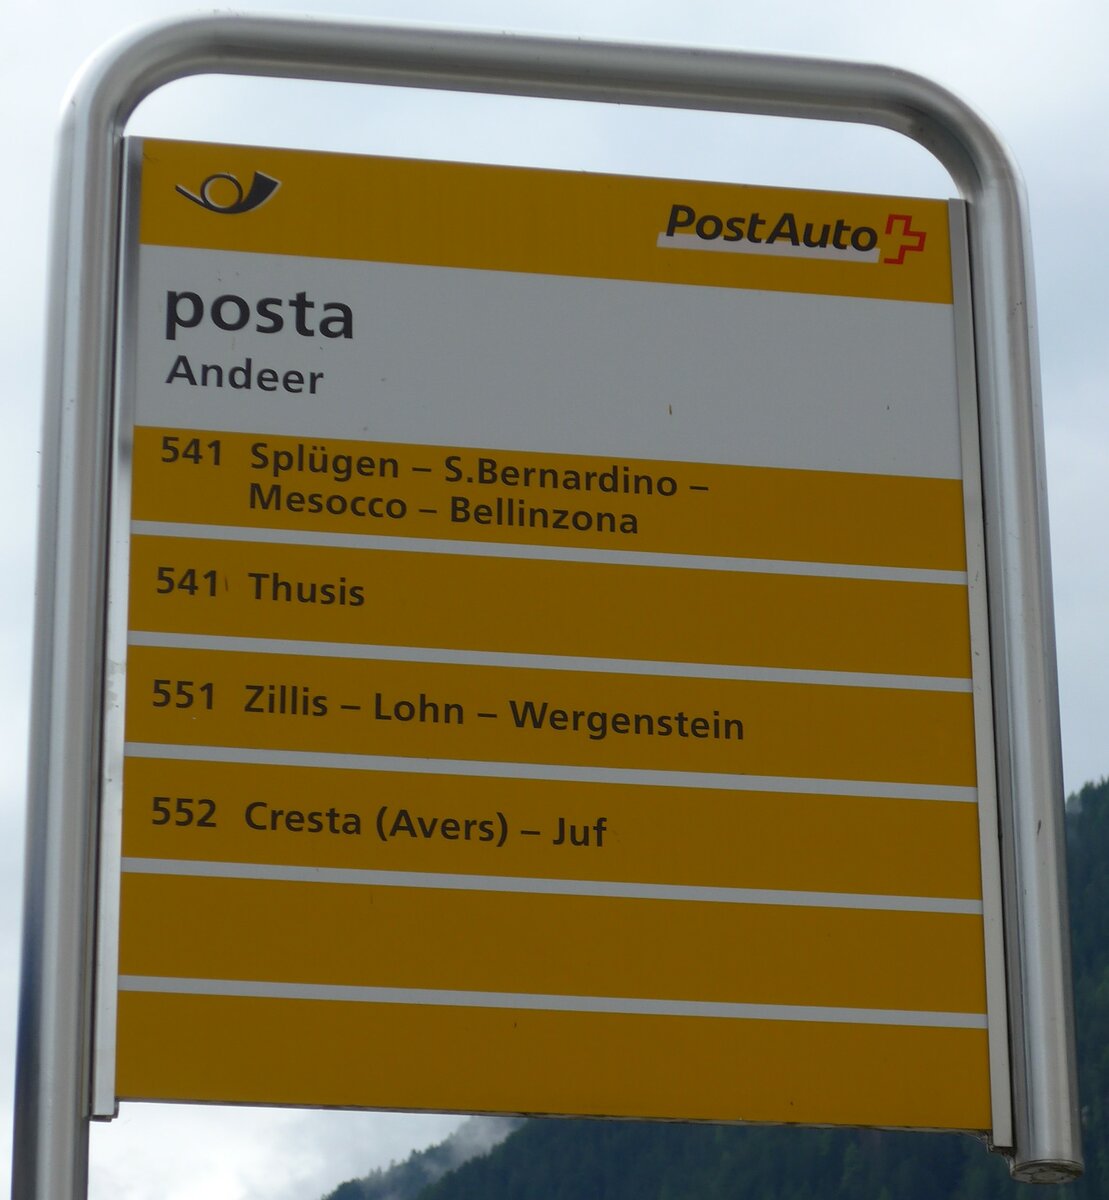 PostAuto
posta
Andeer
541 Splügen – S.Bernardino –
Mesocco – Bellinzona
541 Thusis
551 Zillis – Lohn – Wergenstein
552 Cresta (Avers) – Juf